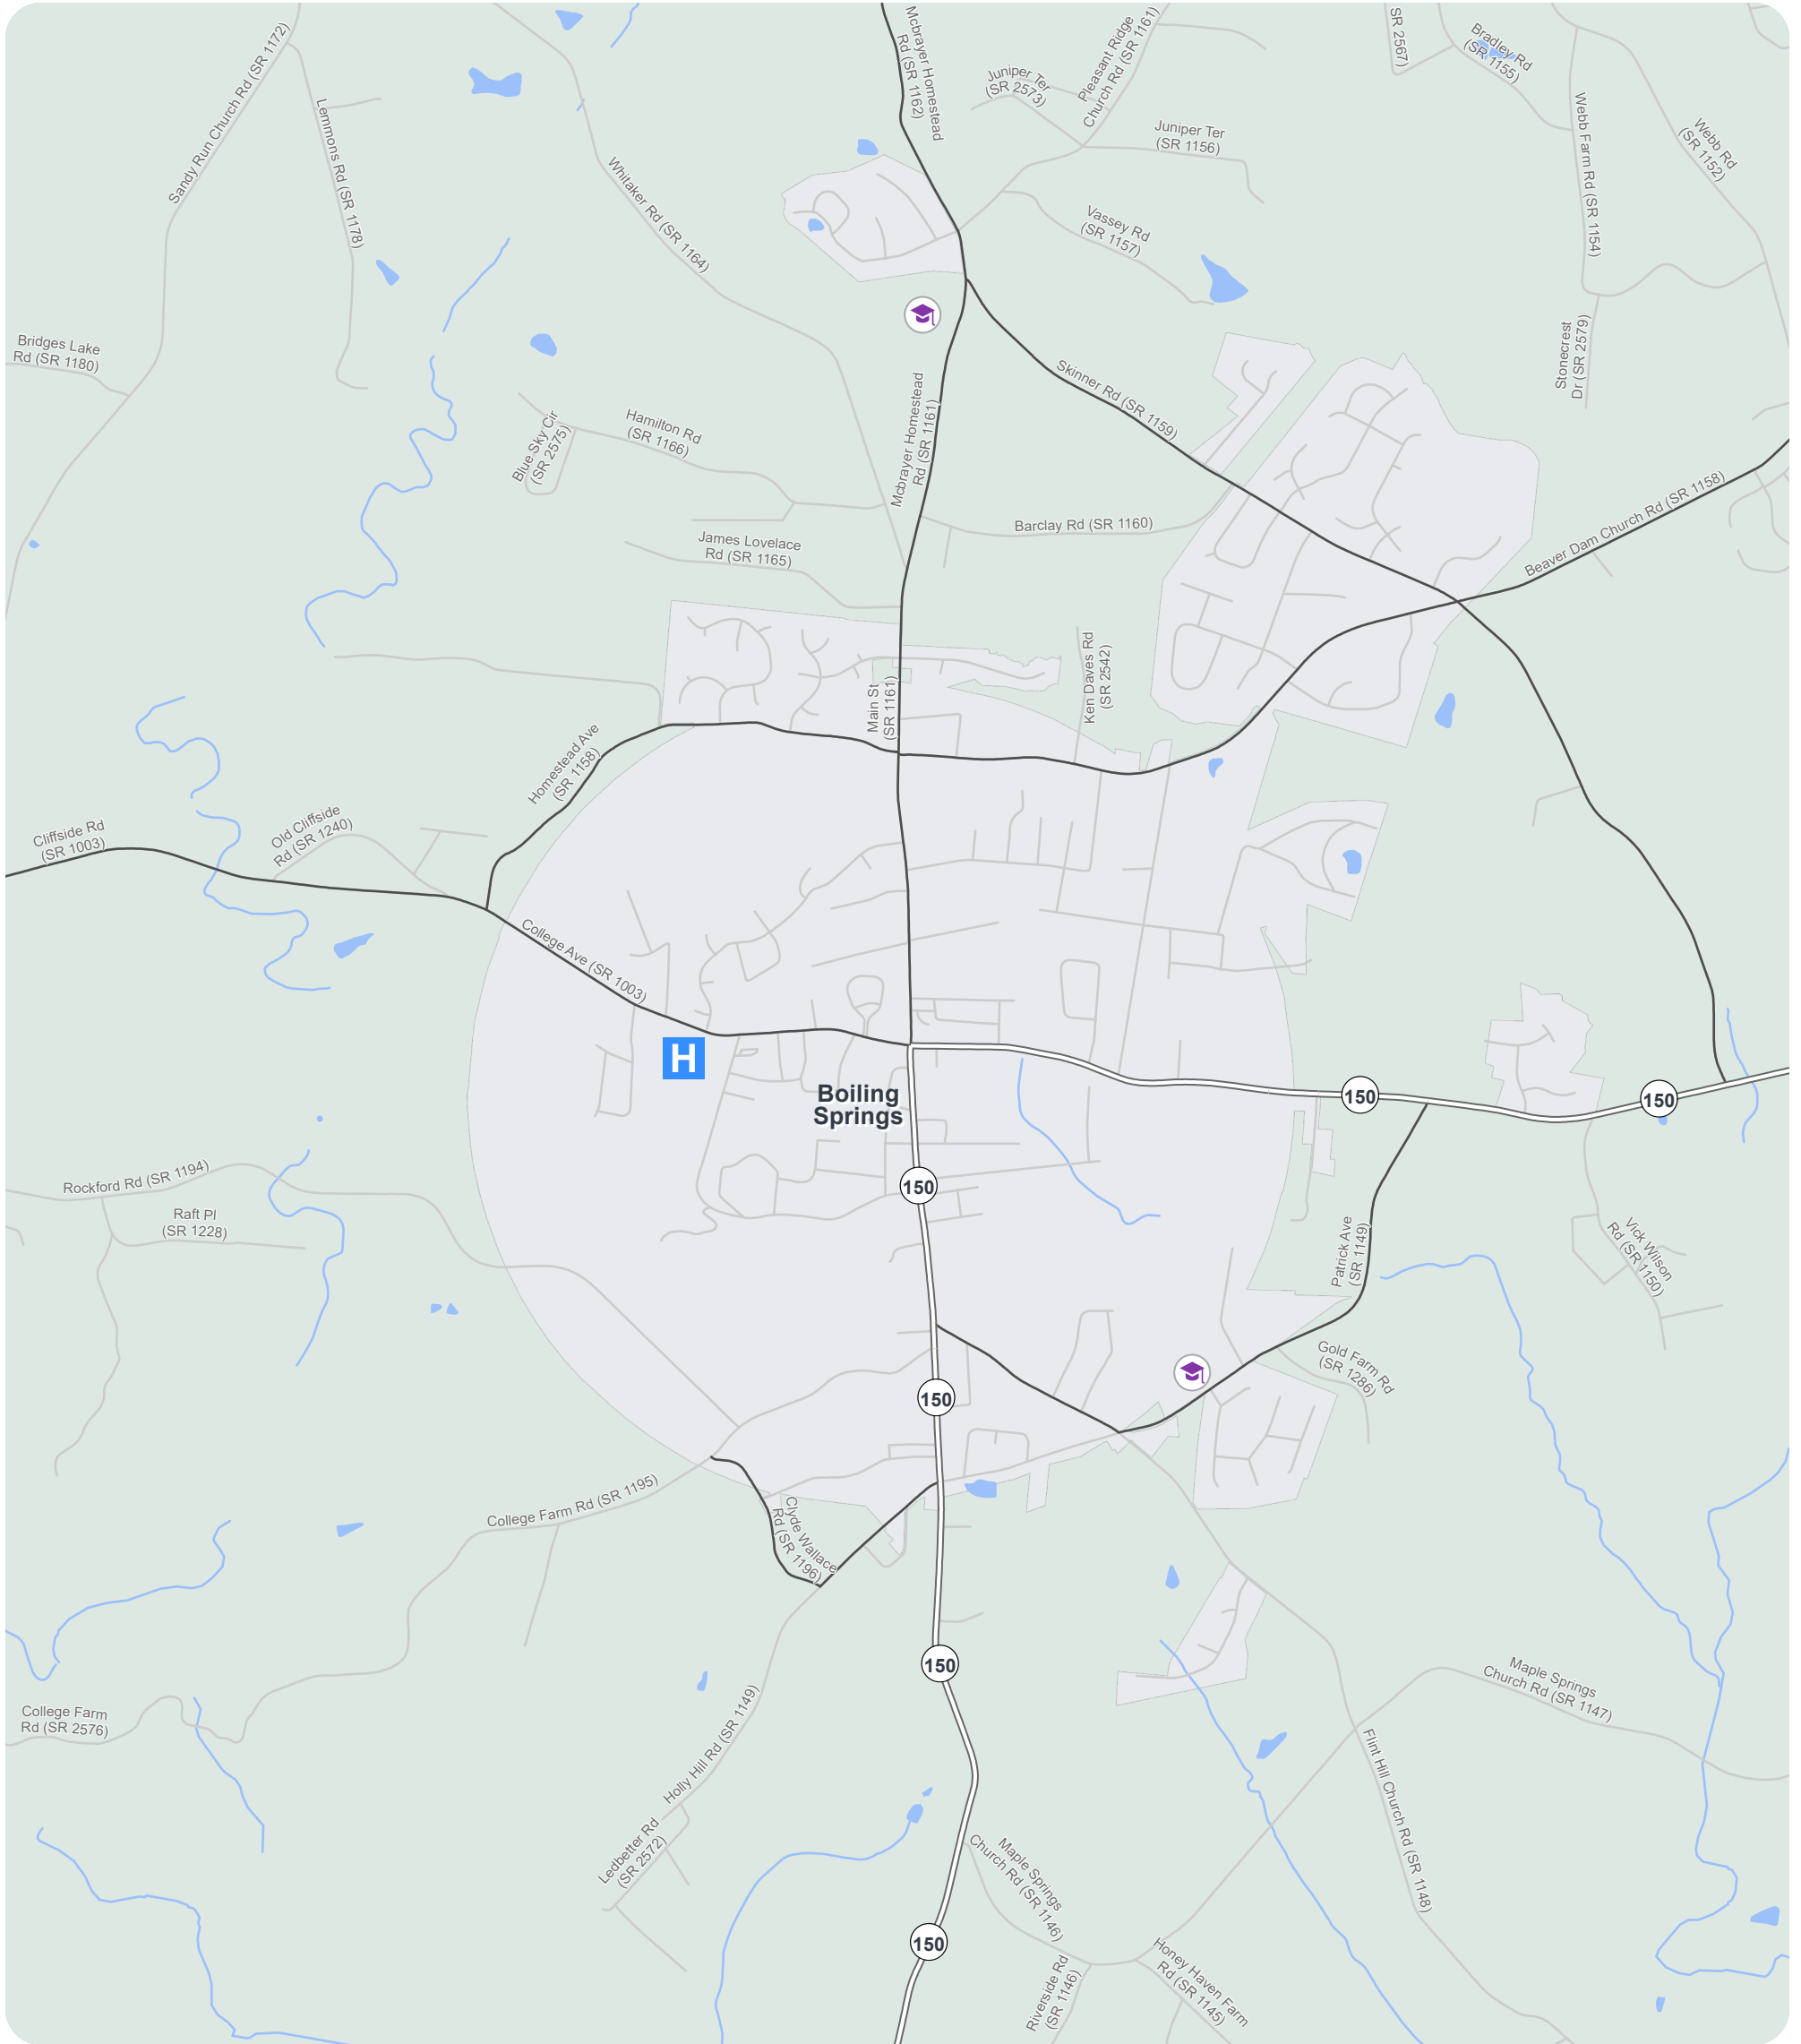 Mcbrayer Homestead
Rd (SR 1162)
Pleasant Ridge
Church Rd (SR 1161)
SR 2567
Bradley Rd
(SR 1155)
Sandy Run Church Rd (SR 1172)
Lemmons Rd (SR 1178)
Juniper Ter
(SR 2573)
Juniper Ter
(SR 1156)
Webb Farm Rd (SR 1154)
Webb Rd
(SR 1152)
Whitaker Rd (SR 1164)
Vassey Rd
(SR 1157)
Bridges Lake
Rd (SR 1180)
Stonecrest
Dr (SR 2579)
Skinner Rd (SR 1159)
Mcbrayer Homestead
Rd (SR 1161)
Blue Sky Cir
(SR 2575)
Hamilton Rd
(SR 1166)
Barclay Rd (SR 1160)
Beaver Dam Church Rd (SR 1158)
James Lovelace
Rd (SR 1165)
Ken Daves Rd
(SR 2542)
Main St
(SR 1161)
Homestead Ave
(SR 1158)
Cliffside Rd
(SR 1003)
Old Cliffside
Rd (SR 1240)
College Ave (SR 1003)
H
Boiling
Springs
150
150
150
Rockford Rd (SR 1194)
Raft Pl
(SR 1228)
Patrick Ave
(SR 1149)
Vick Wilson
Rd (SR 1150)
Gold Farm Rd
(SR 1286)
150
College Farm Rd (SR 1195)
Clyde Wallace
Rd (SR 1196)
150
College Farm
Rd (SR 2576)
Holly Hill Rd (SR 1149)
Maple Springs
Church Rd (SR 1147)
Flint Hill Church Rd (SR 1148)
Ledbetter Rd
(SR 2572)
Maple Springs
Church Rd (SR 1146)
150
Riverside Rd
(SR 1146)
Honey Haven Farm
Rd (SR 1145)